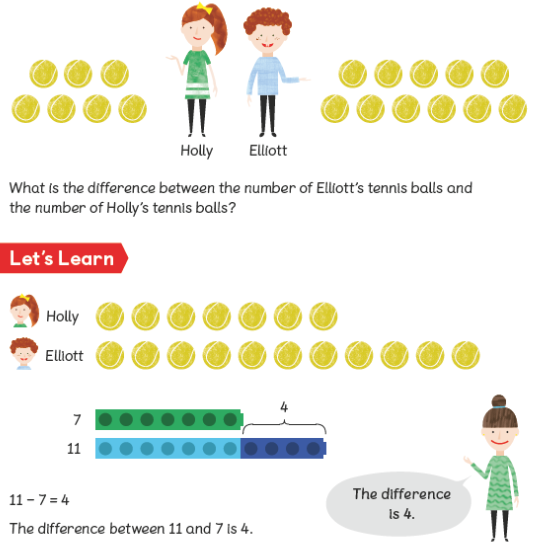 Holly
Elliott
What is the difference between the number of Elliott's tennis balls and
the number of Holly's tennis balls?
Let's Learn
Holly
Elliott
4
7
11
The difference
is 4.
11 – 7 = 4
The difference between 11 and 7 is 4.